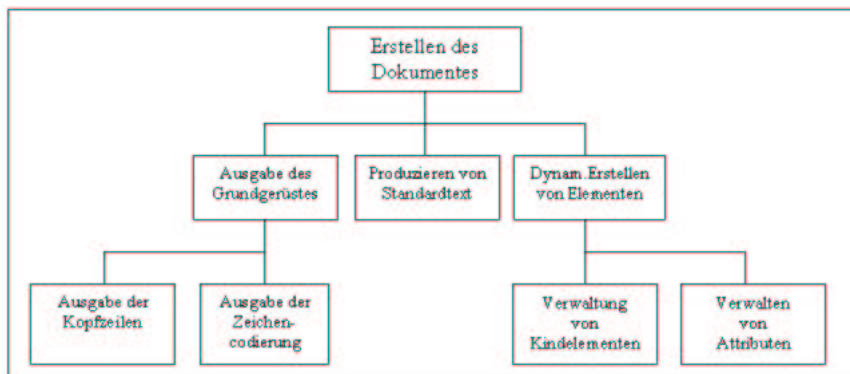 Erstellen des
Dokumentes
Ausgabe des
Grundgerüstes
Produzieren von
Standardtext
Dynam.Erstellen
von Elementen
Ausgabe der
Kopfzeilen
Ausgabe der
Zeichen-
codierung
Verwaltung
von
Kindelementen
Verwalten
von
Attributen